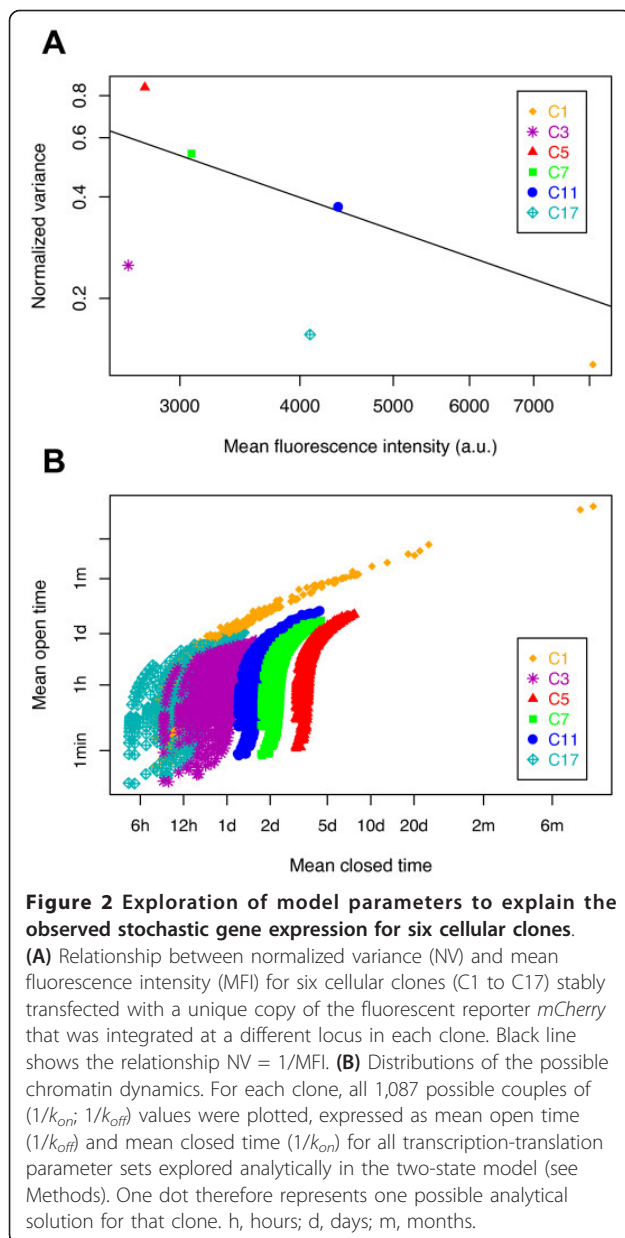 A
Normalized variance
0.8
0.6
0.4
0.2
C1
C3
C5
C7
C11
C17
3000
4000
5000
6000
7000
Mean fluorescence intensity (a.u.)
B
Mean open time
1m
1d
1h
1min
C1
C3
C5
C7
C11
C17
6h
12h
1d
2d
5d
10d
20d
2m
6m
Mean closed time
Figure 2 Exploration of model parameters to explain the
observed stochastic gene expression for six cellular clones.
(A) Relationship between normalized variance (NV) and mean
fluorescence intensity (MFI) for six cellular clones (C1 to C17) stably
transfected with a unique copy of the fluorescent reporter mCherry
that was integrated at a different locus in each clone. Black line
shows the relationship NV = 1/MFI. (B) Distributions of the possible
chromatin dynamics. For each clone, all 1,087 possible couples of
(1/kon; 1/koff) values were plotted, expressed as mean open time
(1/koff) and mean closed time (1/kon) for all transcription-translation
parameter sets explored analytically in the two-state model (see
Methods). One dot therefore represents one possible analytical
solution for that clone. h, hours; d, days; m, months.